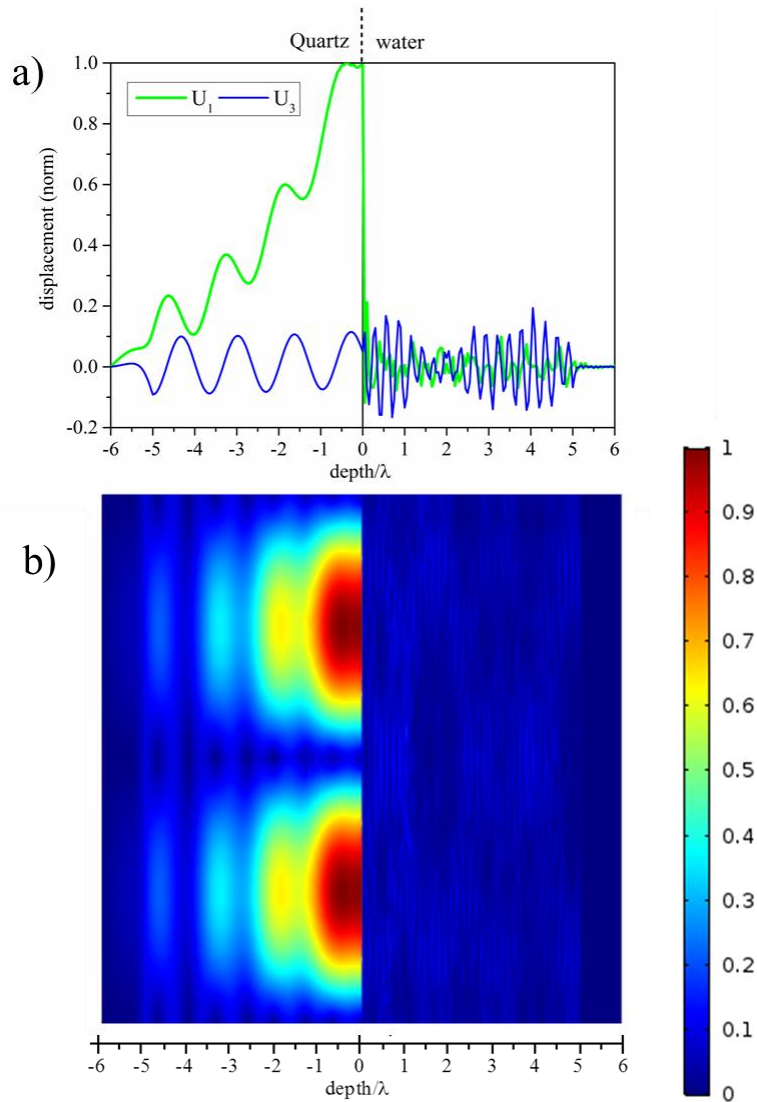 Quartz water
a)
1.0
0.8
0.6
0.4
0.2
0.0
-0.2
displacement (norm)
U1 U3
-6 -5 -4 -3 -2 -1 0 1 2 3 4 5 6
depth/λ
b)
1
0.9
0.8
0.7
0.6
0.5
0.4
0.3
0.2
0.1
0
-6 -5 -4 -3 -2 -1 0 1 2 3 4 5 6
depth/λ